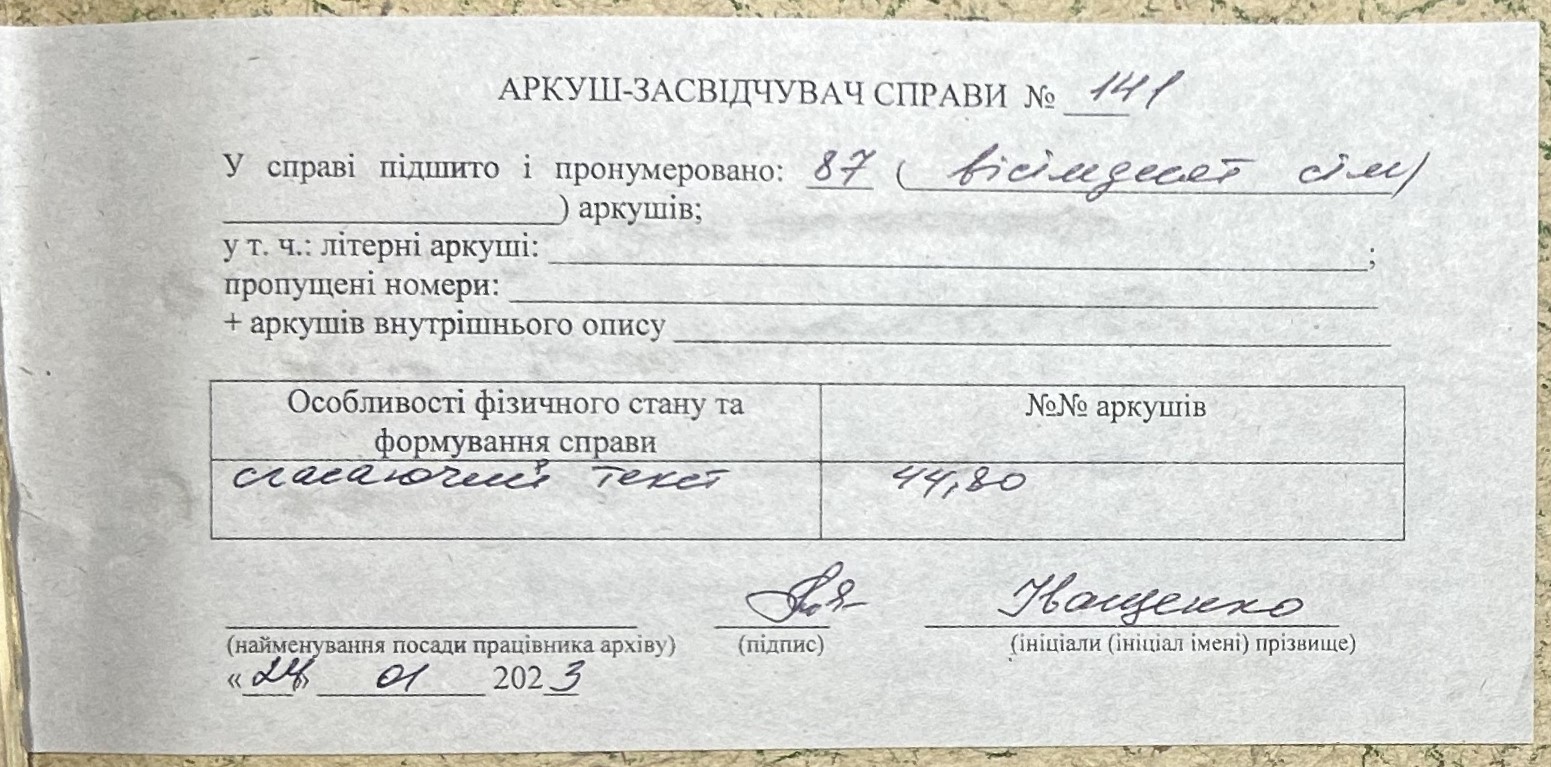 АРКУШ-ЗАСВІДЧУВАЧ СПРАВИ № 141
У справі підшито і пронумеровано: 87 ( вісімдесят сім)
) аркушів;
у т. ч.: літерні аркуші: ;
пропущені номери:
+ аркушів внутрішнього опису
Особливості фізичного стану та
формування справи
№№ аркушів
сгасаючий текст
44,80
Іващенко
(найменування посади працівника архіву) (підпис) (ініціали (ініціал імені) прізвище)
«24» 01 2023